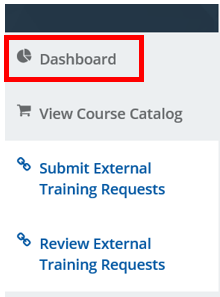 Dashboard
View Course Catalog
Submit External
Training Requests
Review External
Training Requests